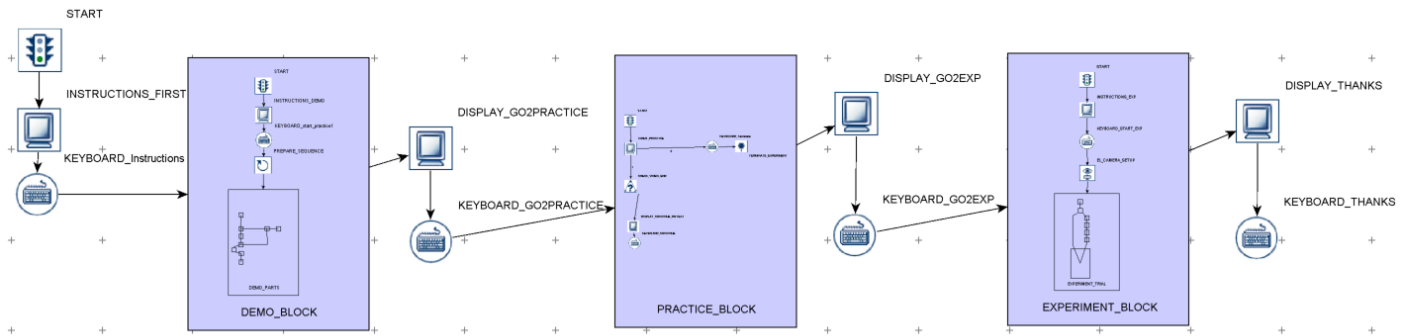 START
INSTRUCTIONS_FIRST
KEYBOARD_Instructions
START
INSTRUCTIONS_DEMO
KEYBOARD_start_practice1
PREPARE_SEQUENCE
DEMO_PARTS
DEMO_BLOCK
DISPLAY_GO2PRACTICE
KEYBOARD_GO2PRACTICE
START
PRACTICE_BLOCK
DISPLAY_GO2EXP
KEYBOARD_GO2EXP
START
INSTRUCTIONS_EXP
KEYBOARD_START_EXP
EL_CAMERA_SETUP
EXPERIMENT_TRIAL
EXPERIMENT_BLOCK
DISPLAY_THANKS
KEYBOARD_THANKS